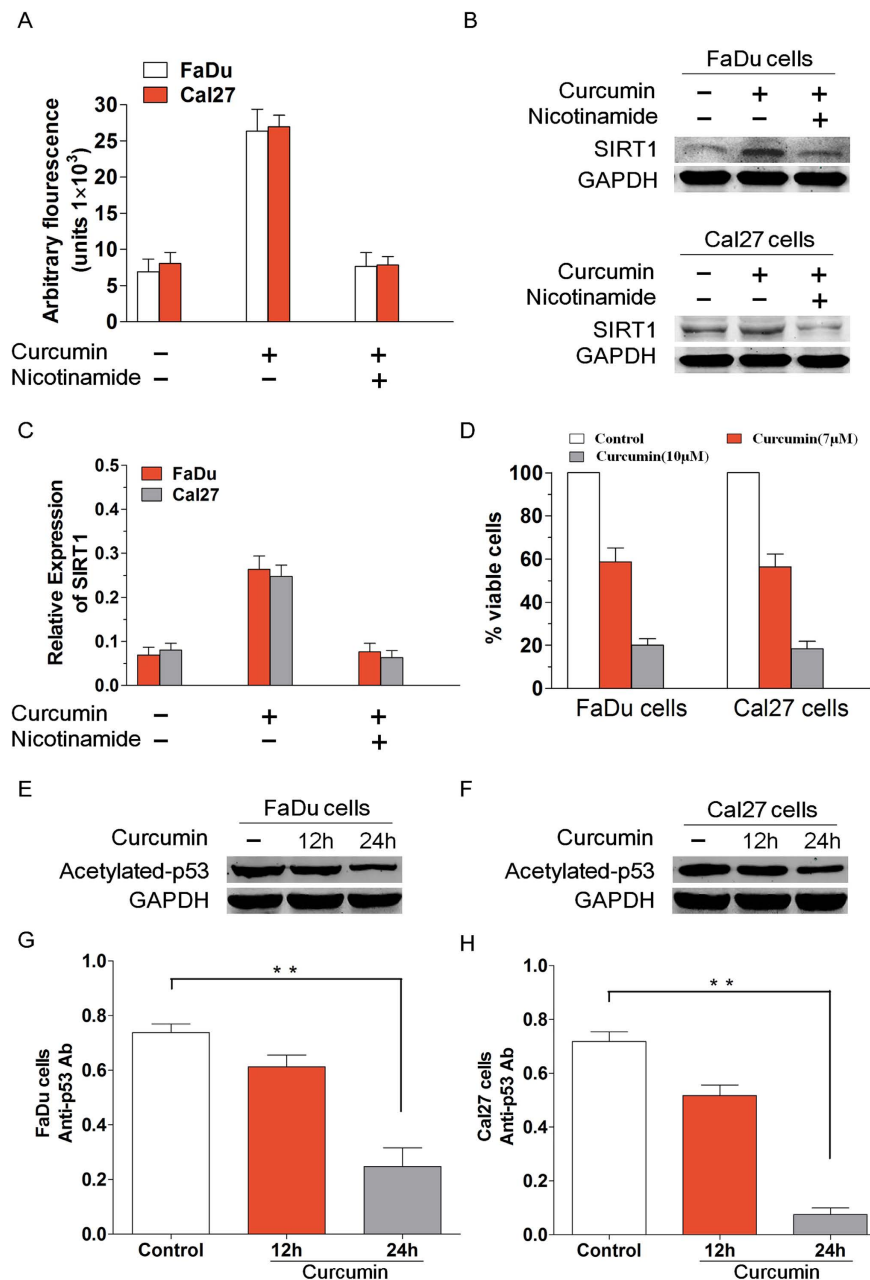 A
FaDu
Cal27
Arbitrary flourescence
(units 1×10³)
30
25
20
15
10
5
0
Curcumin − + +
Nicotinamide − − +
B
FaDu cells
Curcumin − + +
Nicotinamide − − +
SIRT1
GAPDH
Cal27 cells
Curcumin − + +
Nicotinamide − − +
SIRT1
GAPDH
C
FaDu
Cal27
Relative Expression
of SIRT1
0.5
0.4
0.3
0.2
0.1
0.0
Curcumin − + +
Nicotinamide − − +
D
Control Curcumin(7μM)
Curcumin(10μM)
% viable cells
100
80
60
40
20
0
FaDu cells Cal27 cells
E
FaDu cells
Curcumin − 12h 24h
Acetylated-p53
GAPDH
F
Cal27 cells
Curcumin − 12h 24h
Acetylated-p53
GAPDH
G
FaDu cells
Anti-p53 Ab
1.0
0.8
0.6
0.4
0.2
0.0
* *
Control 12h 24h
Curcumin
H
Cal27 cells
Anti-p53 Ab
1.0
0.8
0.6
0.4
0.2
0.0
* *
Control 12h 24h
Curcumin